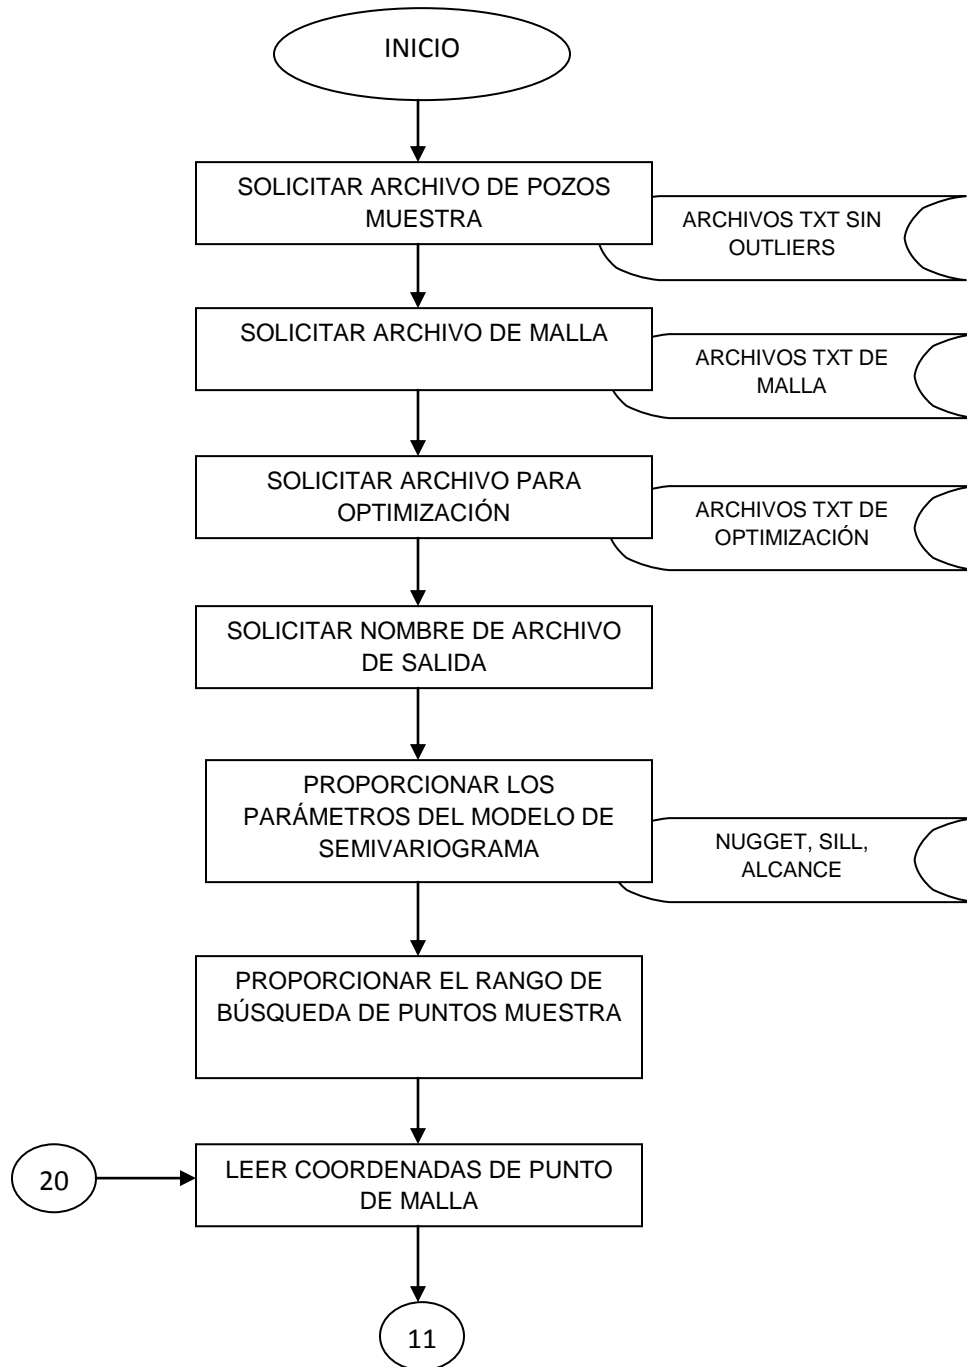 INICIO
SOLICITAR ARCHIVO DE POZOS
MUESTRA
ARCHIVOS TXT SIN
OUTLIERS
SOLICITAR ARCHIVO DE MALLA
ARCHIVOS TXT DE
MALLA
SOLICITAR ARCHIVO PARA
OPTIMIZACIÓN
ARCHIVOS TXT DE
OPTIMIZACIÓN
SOLICITAR NOMBRE DE ARCHIVO
DE SALIDA
PROPORCIONAR LOS
PARÁMETROS DEL MODELO DE
SEMIVARIOGRAMA
NUGGET, SILL,
ALCANCE
PROPORCIONAR EL RANGO DE
BÚSQUEDA DE PUNTOS MUESTRA
20
LEER COORDENADAS DE PUNTO
DE MALLA
11